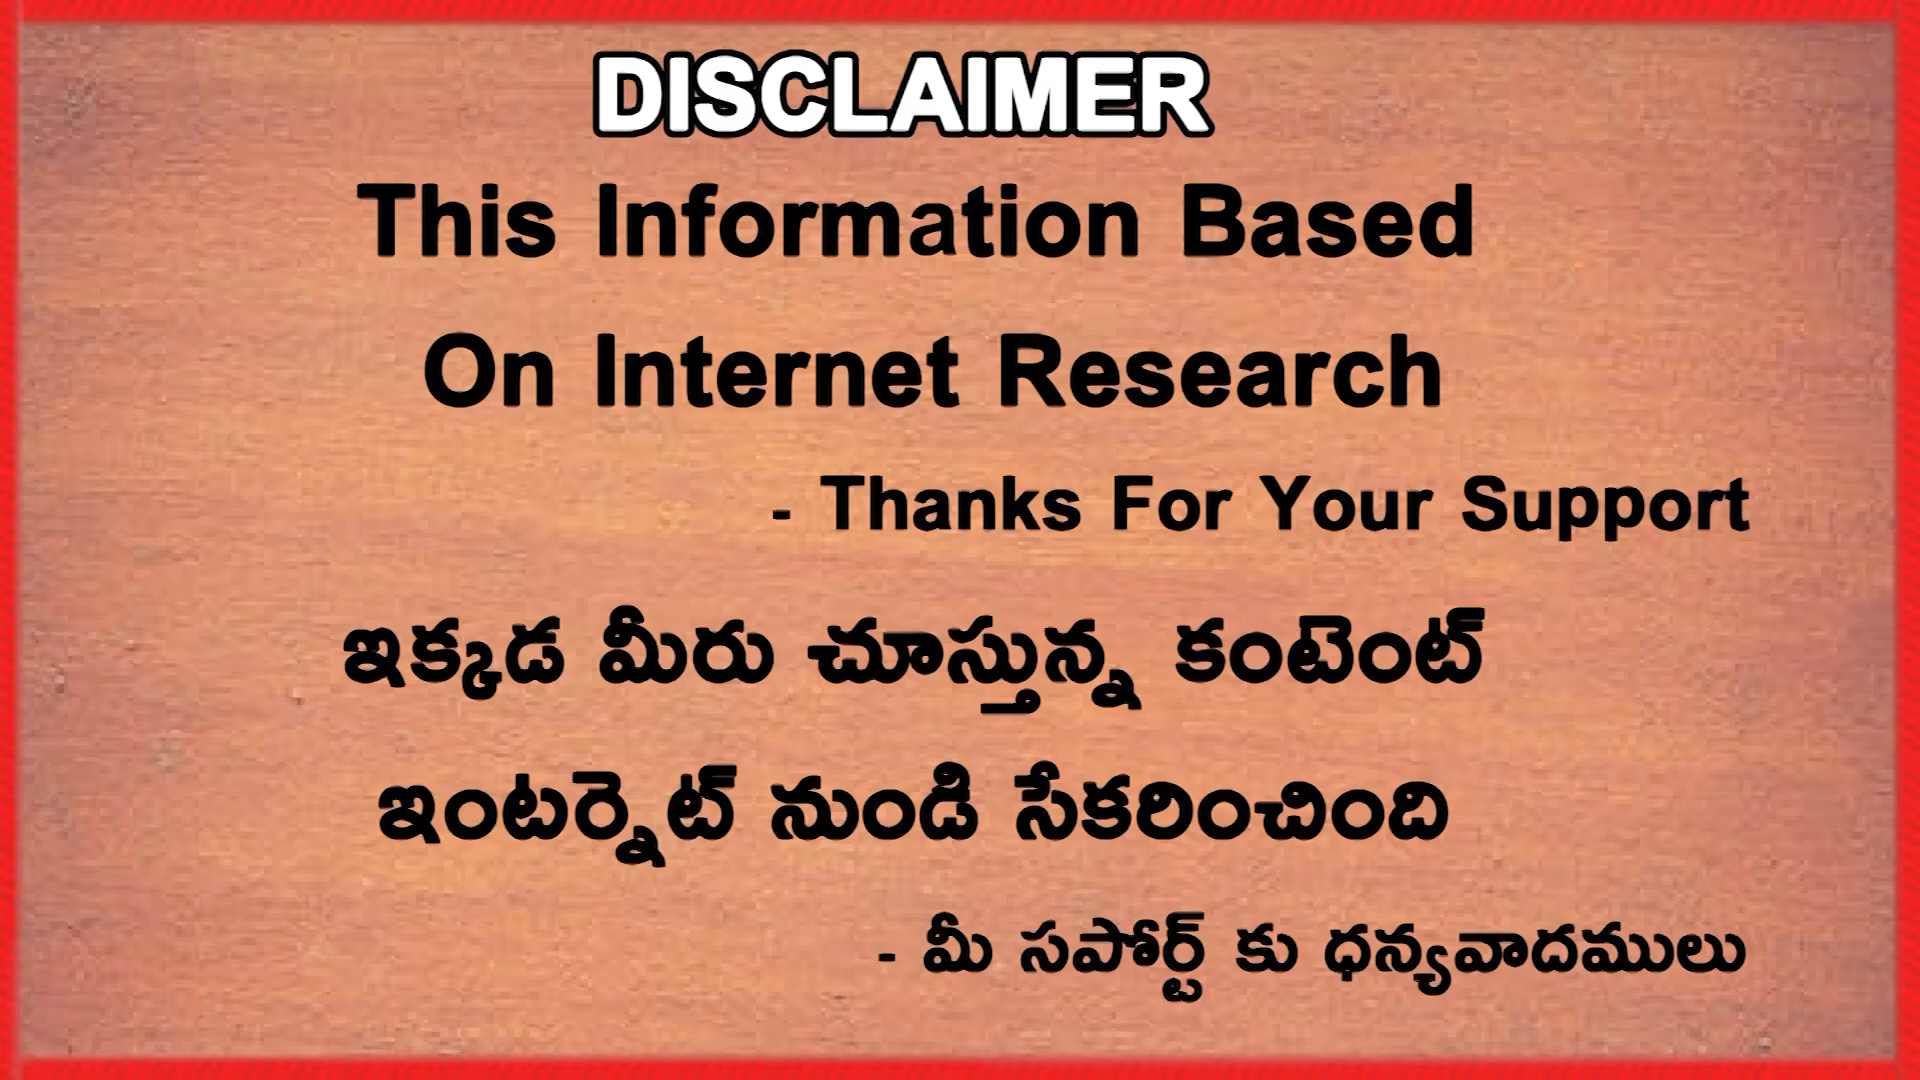 DISCLAIMER
This Information Based
On Internet Research
- Thanks For Your Support
ఇక్కడ మీరు చూస్తున్న కంటెంట్
ఇంటర్నెట్ నుండి సేకరించింది
- మీ సపోర్ట్ కు ధన్యవాదములు